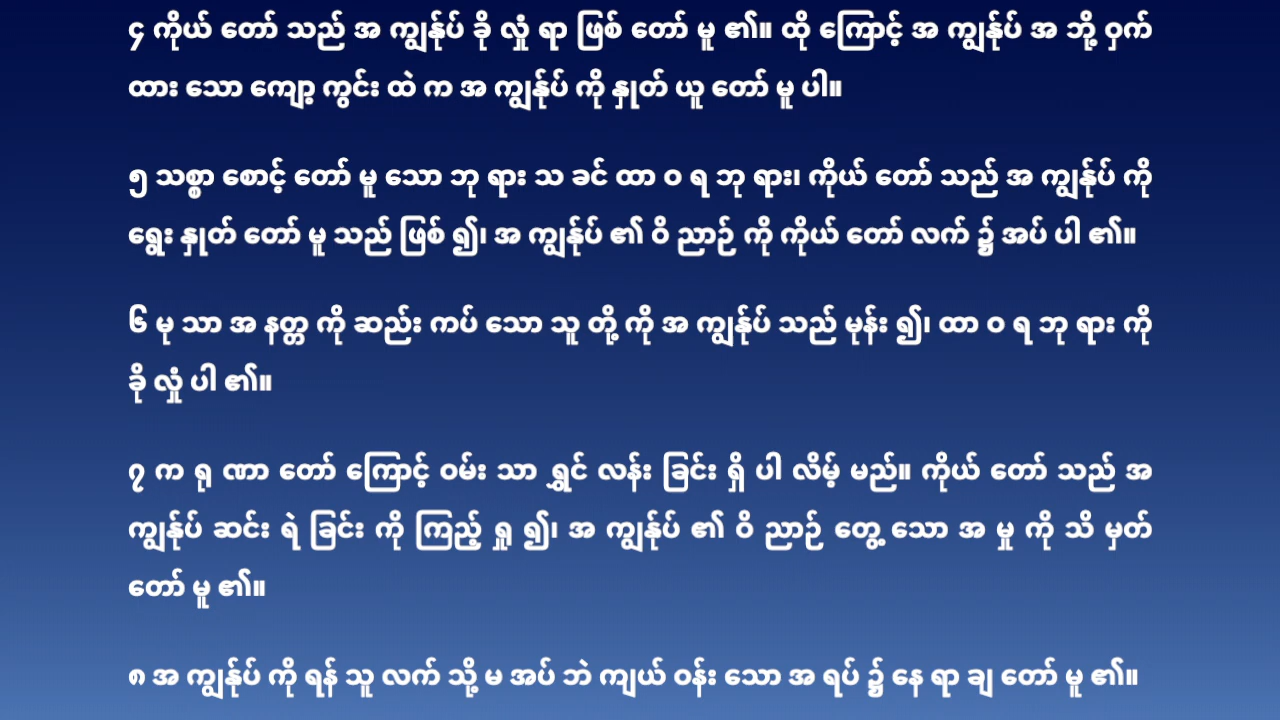 ၄ ကိုယ် တော် သည် အ ကျွန်ုပ် ခို လှုံ ရာ ဖြစ် တော် မူ ၏။ ထို ကြောင့် အ ကျွန်ုပ် အ ဘို့ ဝှက်
ထား သော ကျော့ ကွင်း ထဲ က အ ကျွန်ုပ် ကို နှုတ် ယူ တော် မူ ပါ။
၅ သစ္စာ စောင့် တော် မူ သော ဘု ရား သ ခင် ထာ ဝ ရ ဘု ရား၊ ကိုယ် တော် သည် အ ကျွန်ုပ် ကို
ရွေး နှုတ် တော် မူ သည် ဖြစ် ၍၊ အ ကျွန်ုပ် ၏ ဝိ ညာဉ် ကို ကိုယ် တော် လက် ၌ အပ် ပါ ၏။
၆ မု သာ အ နတ္တ ကို ဆည်း ကပ် သော သူ တို့ ကို အ ကျွန်ုပ် သည် မုန်း ၍၊ ထာ ဝ ရ ဘု ရား ကို
ခို လှုံ ပါ ၏။
၇ က ရု ဏာ တော် ကြောင့် ဝမ်း သာ ရွှင် လန်း ခြင်း ရှိ ပါ လိမ့် မည်။ ကိုယ် တော် သည် အ
ကျွန်ုပ် ဆင်း ရဲ ခြင်း ကို ကြည့် ရှု ၍၊ အ ကျွန်ုပ် ၏ ဝိ ညာဉ် တွေ့ သော အ မှု ကို သိ မှတ်
တော် မူ ၏။
၈ အ ကျွန်ုပ် ကို ရန် သူ လက် သို့ မ အပ် ဘဲ ကျယ် ဝန်း သော အ ရပ် ၌ နေ ရာ ချ တော် မူ ၏။